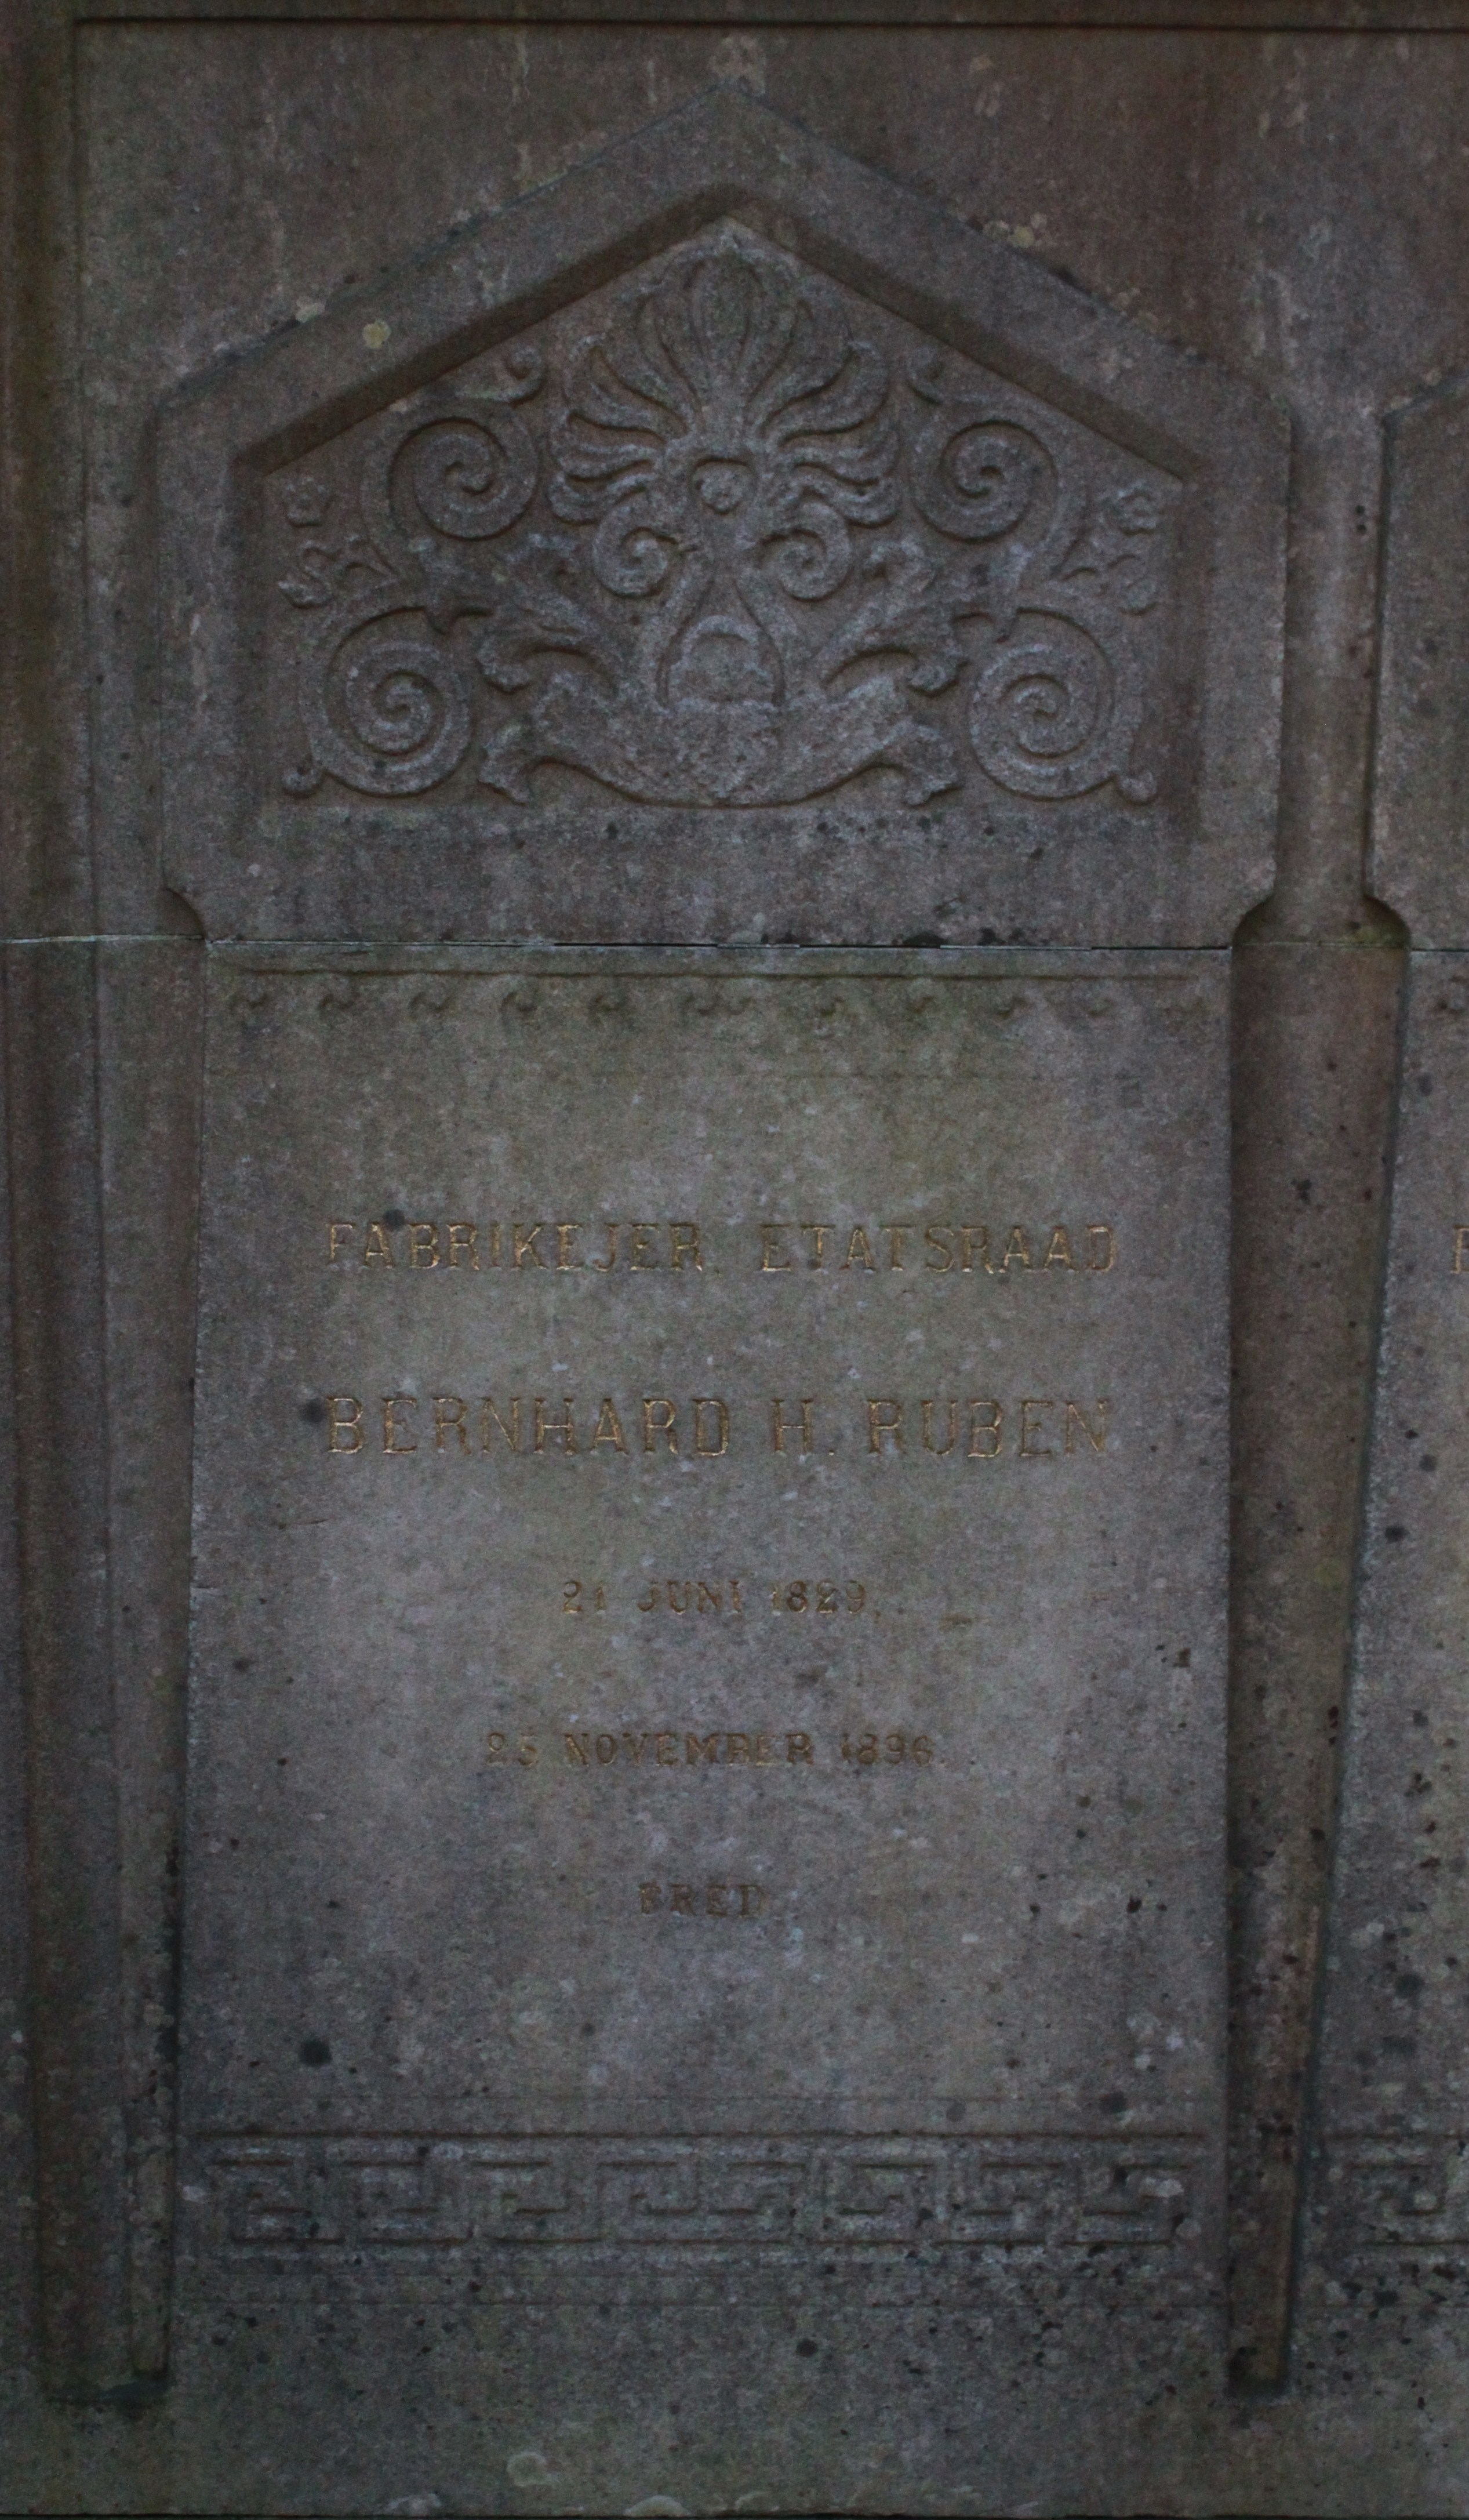 FABRIKEJER, ETATSRAAD
BERNHARD H. RUBEN
21 JUNI 1829,
25 NOVEMBER 1896.
FRED